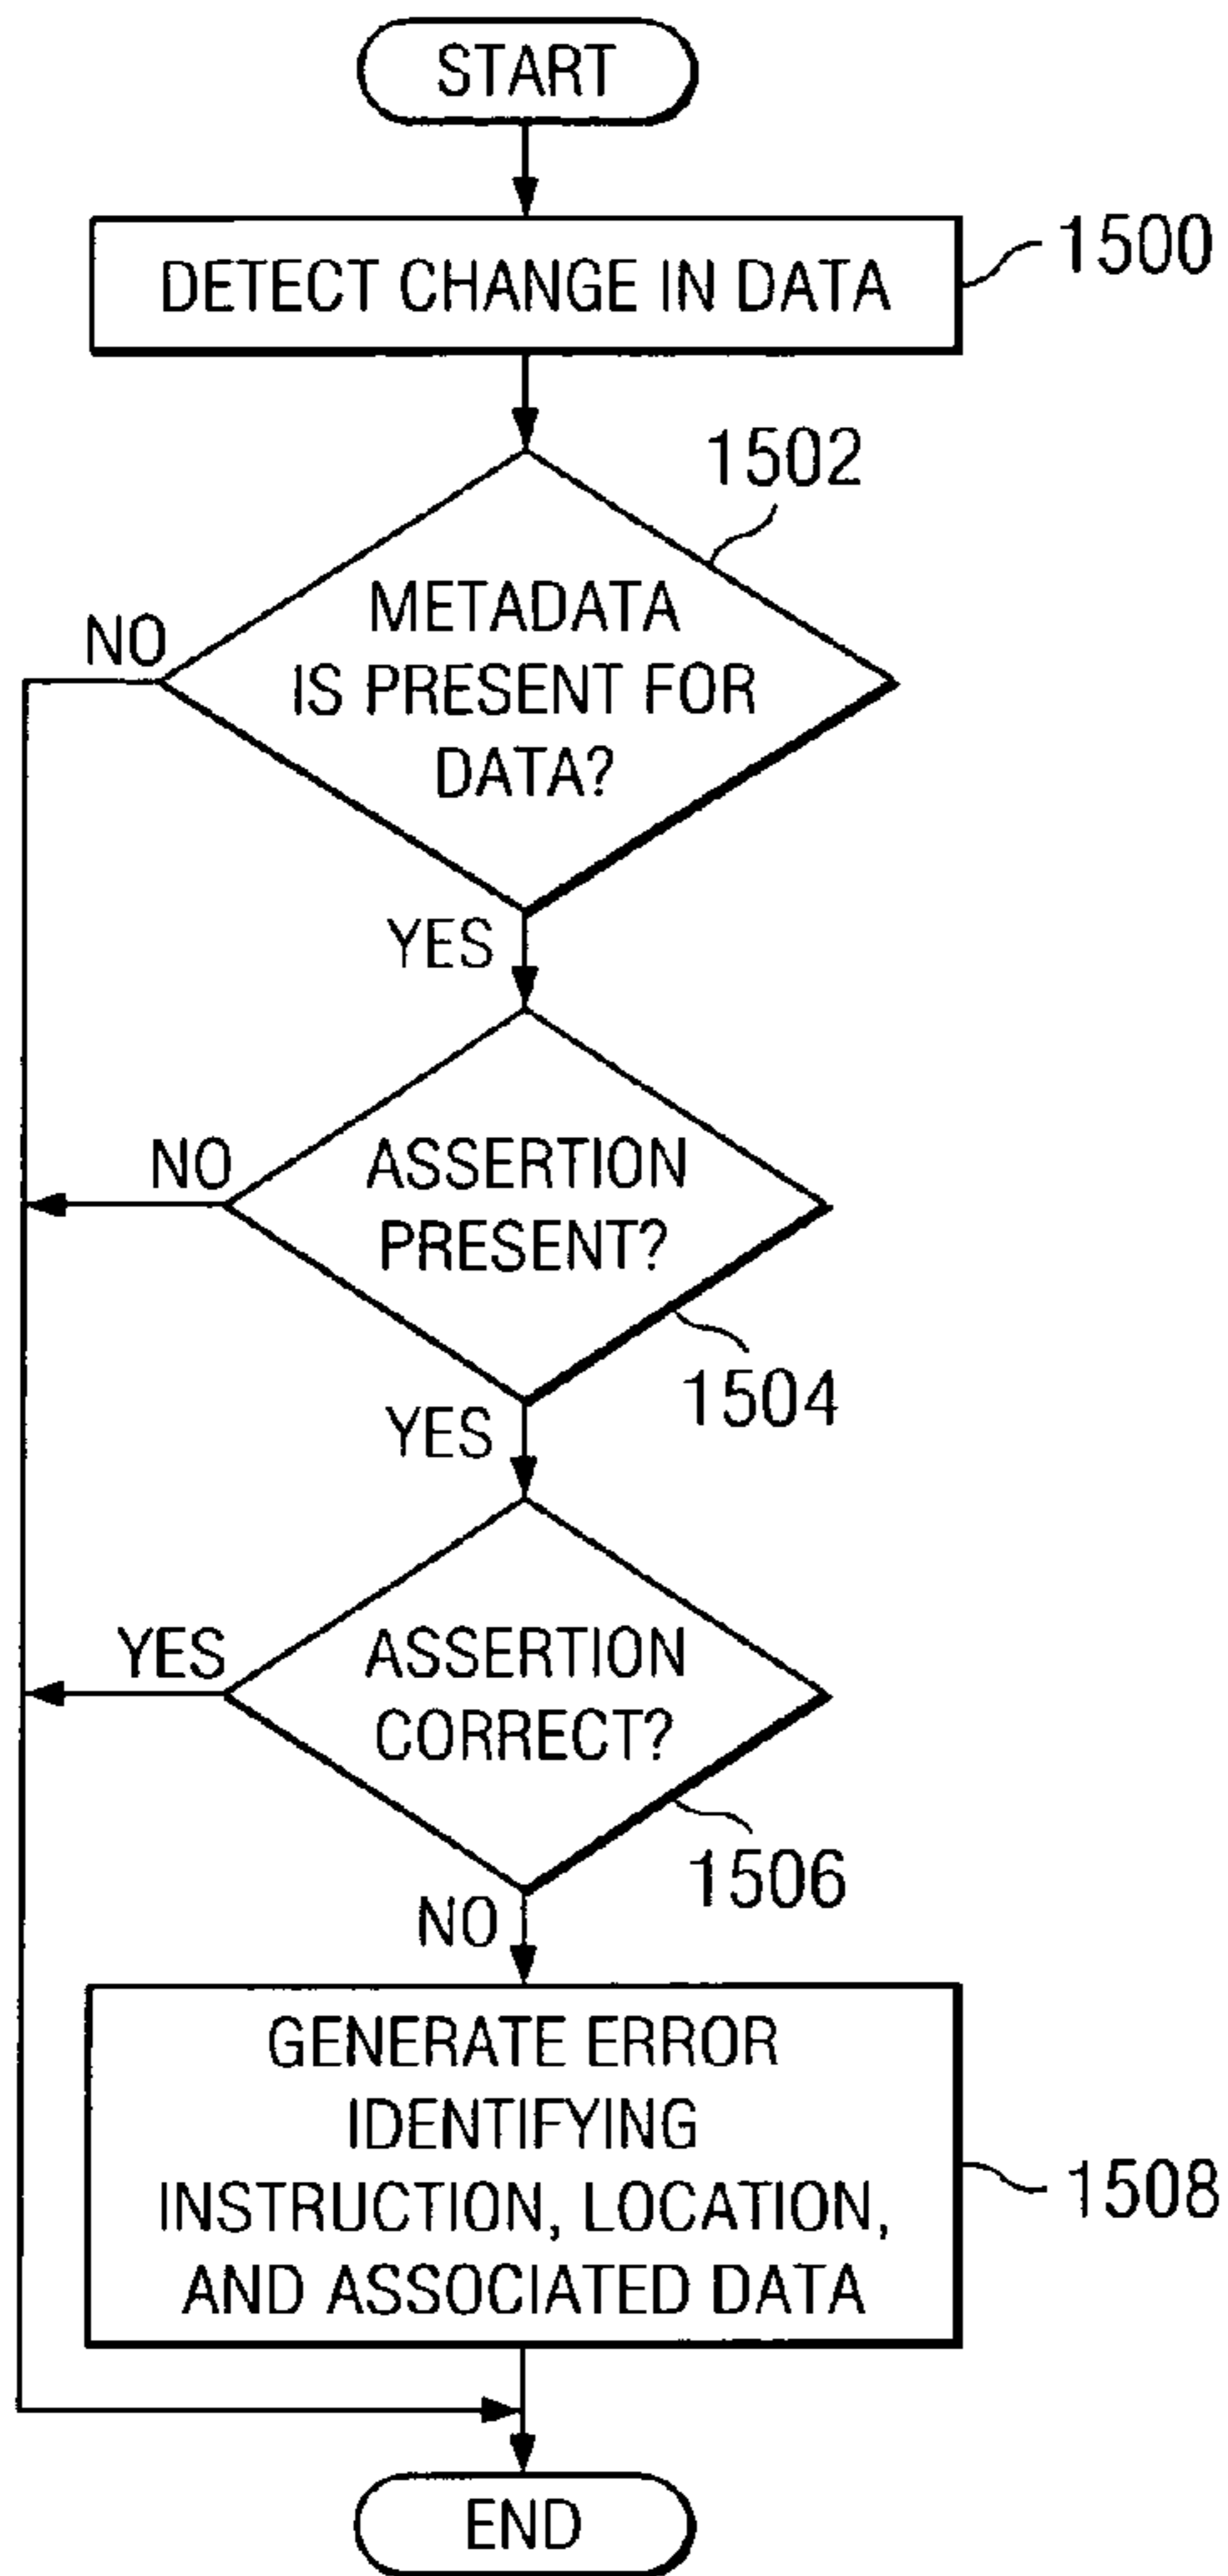 START
DETECT CHANGE IN DATA
1500
1502
METADATA
IS PRESENT FOR
DATA?
NO
YES
ASSERTION
PRESENT?
NO
1504
YES
ASSERTION
CORRECT?
YES
1506
NO
GENERATE ERROR
IDENTIFYING
INSTRUCTION, LOCATION,
AND ASSOCIATED DATA
1508
END